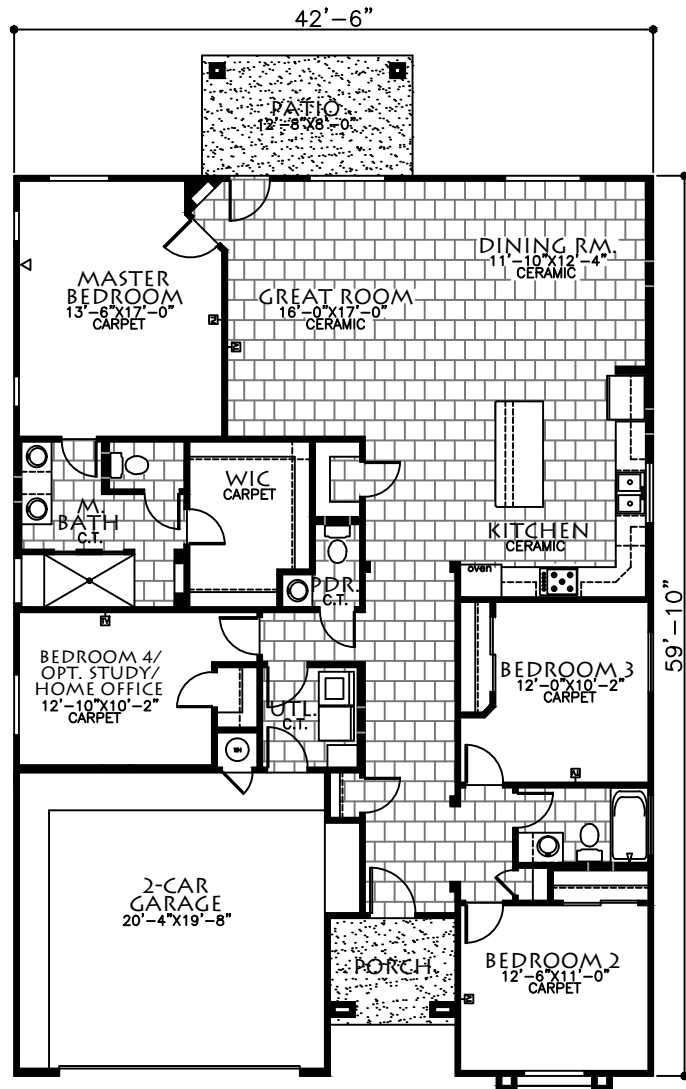 42'-6"
PATIO
12'-8"X8'-0"
DINING RM.
11'-10"X12'-4"
CERAMIC
MASTER
BEDROOM
13'-6"X17'-0"
CARPET
GREAT ROOM
16'-0"X17'-0"
CERAMIC
WIC
CARPET
M.
BATH
C.T.
KITCHEN
CERAMIC
oven
PDR.
C.T.
59'-10"
BEDROOM 4/
OPT. STUDY/
HOME OFFICE
12'-10"X10'-2"
CARPET
BEDROOM 3
12'-0"X10'-2"
CARPET
UTL.
C.T.
WH
2-CAR
GARAGE
20'-4"X19'-8"
PORCH
BEDROOM 2
12'-6"X11'-0"
CARPET